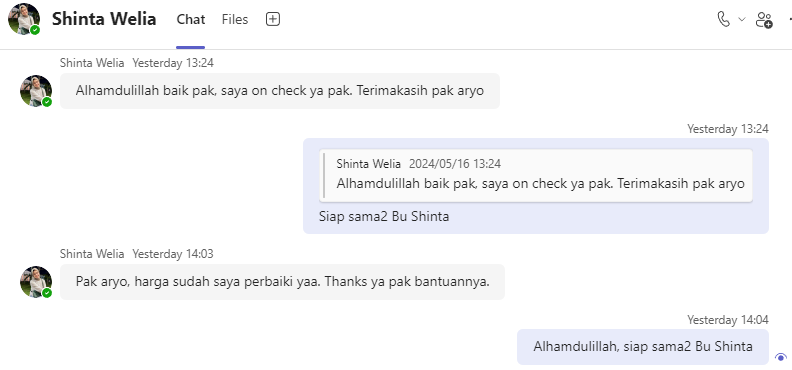 Shinta Welia Chat Files
Shinta Welia Yesterday 13:24
Alhamdulillah baik pak, saya on check ya pak. Terimakasih pak aryo
Yesterday 13:24
Shinta Welia 2024/05/16 13:24
Alhamdulillah baik pak, saya on check ya pak. Terimakasih pak aryo
Siap sama2 Bu Shinta
Shinta Welia Yesterday 14:03
Pak aryo, harga sudah saya perbaiki yaa. Thanks ya pak bantuannya.
Yesterday 14:04
Alhamdulillah, siap sama2 Bu Shinta